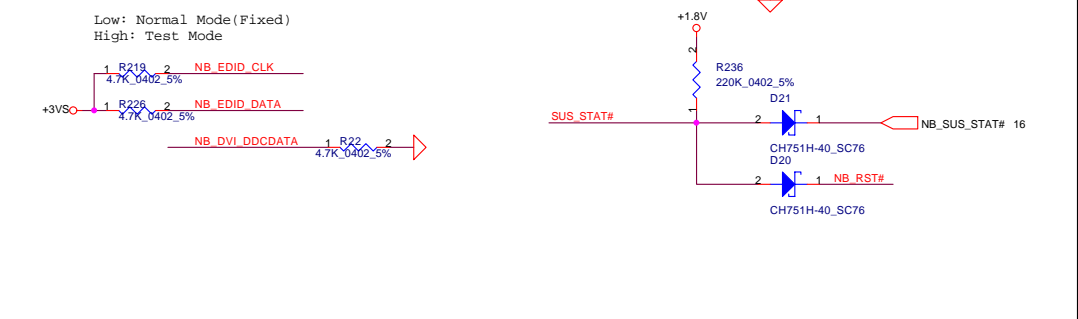 Low: Normal Mode(Fixed)
High: Test Mode
1 R219 2 NB_EDID_CLK
4.7K_0402_5%
+3VS 1 R226 2 NB_EDID_DATA
4.7K_0402_5%
NB_DVI_DDCDATA 1 R22 2
4.7K_0402_5%
+1.8V
2
R236
220K_0402_5%
1
D21
SUS_STAT# 2 1 NB_SUS_STAT# 16
CH751H-40_SC76
D20
2 1 NB_RST#
CH751H-40_SC76